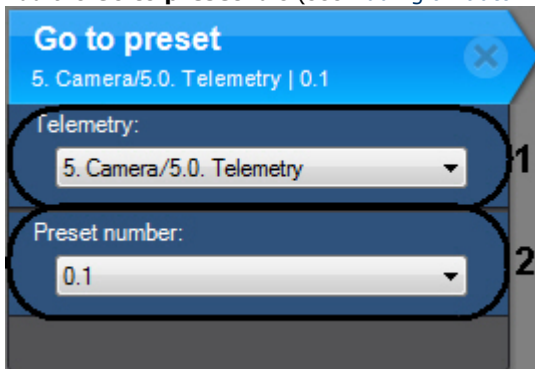 Go to preset
5. Camera/5.0. Telemetry | 0.1
Telemetry:
5. Camera/5.0. Telemetry
1
Preset number:
0.1
2